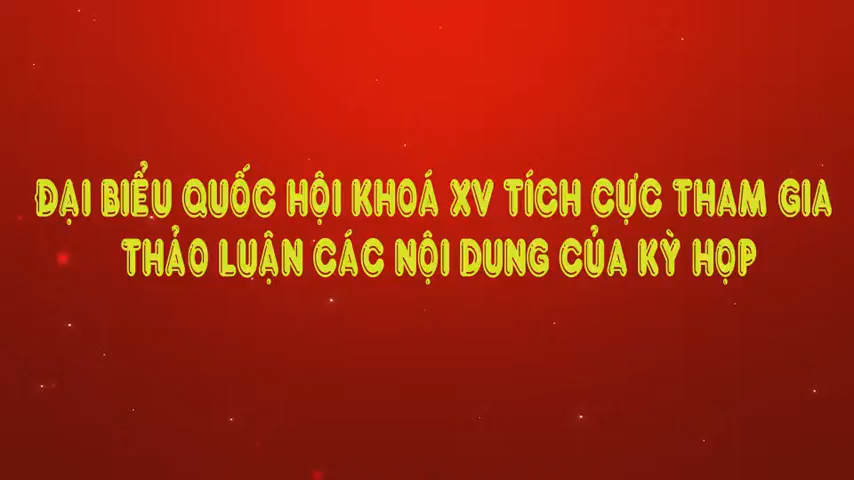 ĐẠI BIỂU QUỐC HỘI KHOÁ XV TÍCH CỰC THAM GIA
THẢO LUẬN CÁC NỘI DUNG CỦA KỲ HỌP